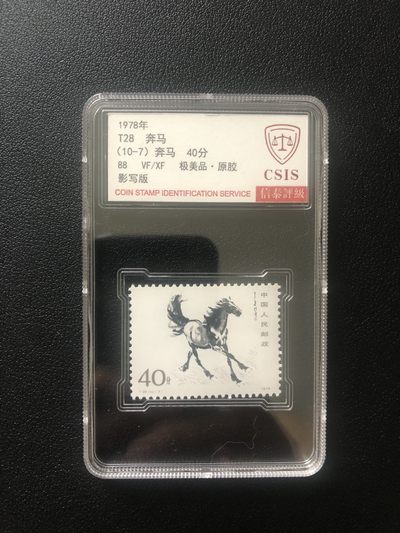 1978年
T28 奔马
(10-7) 奔马 40分
88 VF/XF 极美品·原胶
影写版
COIN STAMP IDENTIFICATION SERVICE
CSIS
信泰評級
中国人民邮政
40分